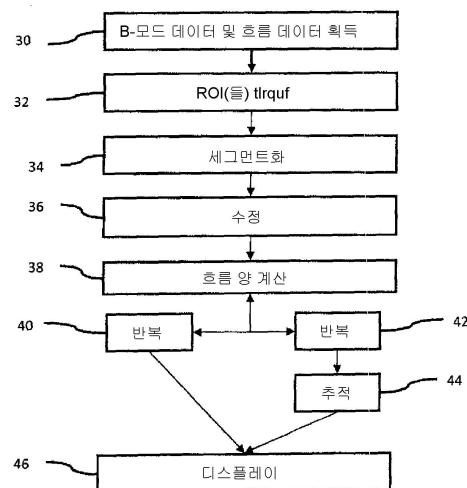 30
B-모드 데이터 및 흐름 데이터 획득
32
ROI(들) tlrquf
34
세그먼트화
36
수정
38
흐름 양 계산
40
반복
반복
42
추적
44
46
디스플레이